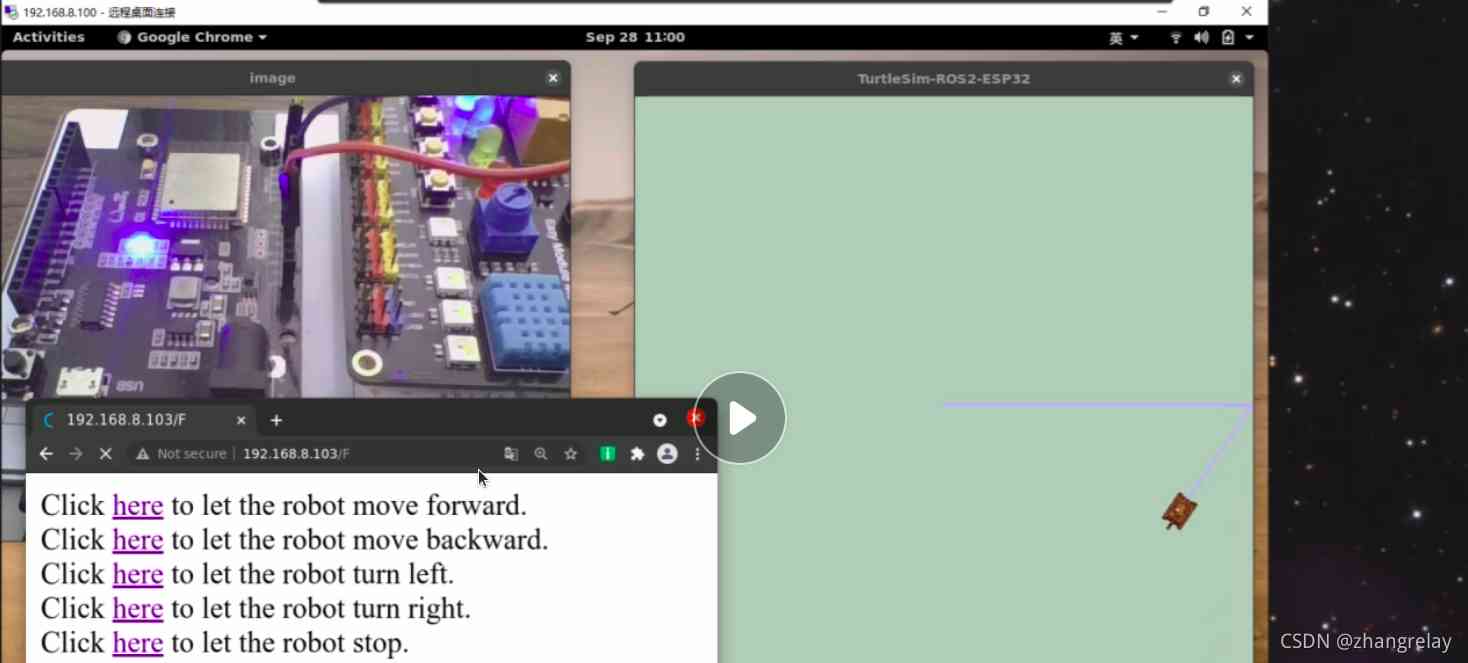 192.168.8.100 - 远程桌面连接
Activities
Google Chrome
Sep 28 11:00
英
image
TurtleSim-ROS2-ESP32
USB
192.168.8.103/F
Not secure
192.168.8.103/F
Click here to let the robot move forward.
Click here to let the robot move backward.
Click here to let the robot turn left.
Click here to let the robot turn right.
Click here to let the robot stop.
CSDN @zhangrelay